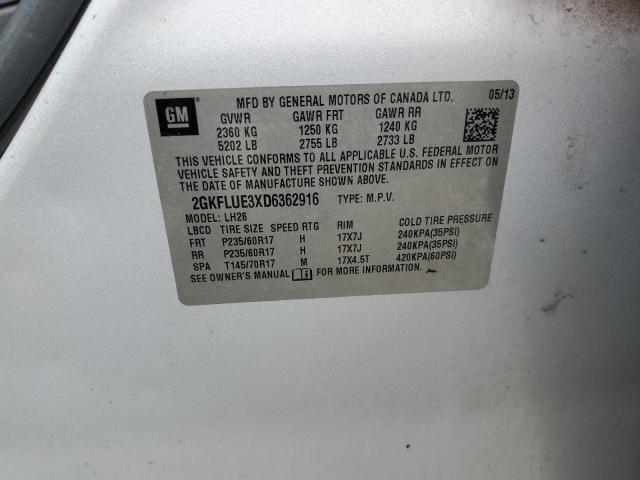 GM
MFD BY GENERAL MOTORS OF CANADA LTD. 05/13
GVWR GAWR FRT GAWR RR
2360 KG 1250 KG 1240 KG
5202 LB 2755 LB 2733 LB
THIS VEHICLE CONFORMS TO ALL APPLICABLE U.S. FEDERAL MOTOR
VEHICLE SAFETY AND THEFT PREVENTION STANDARDS IN EFFECT ON
THE DATE OF MANUFACTURE SHOWN ABOVE.
2GKFLUE3XD6362916 TYPE: M.P.V.
MODEL: LH26
LBCD TIRE SIZE SPEED RTG RIM COLD TIRE PRESSURE
FRT P235/60R17 H 17X7J 240KPA(35PSI)
RR P235/60R17 H 17X7J 240KPA(35PSI)
SPA T145/70R17 M 17X4.5T 420KPA(60PSI)
SEE OWNER'S MANUAL FOR MORE INFORMATION.